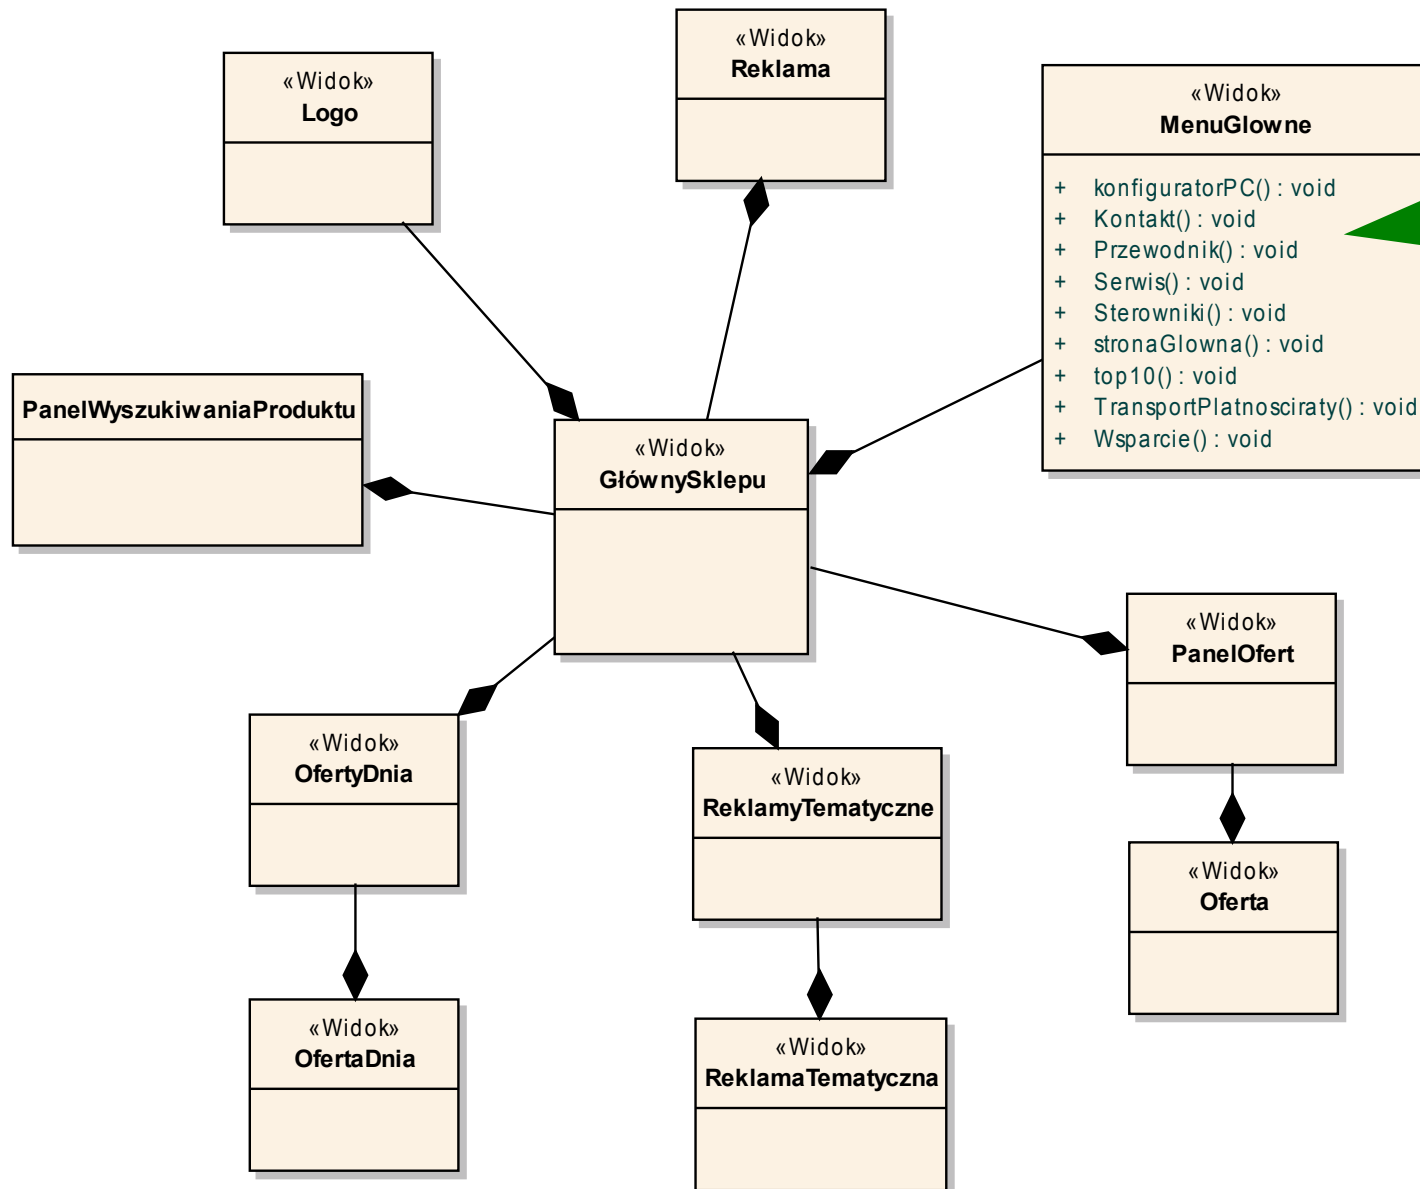 «Widok»
Reklama
«Widok»
Logo
«Widok»
MenuGlowne
+ konfiguratorPC() : void
+ Kontakt() : void
+ Przewodnik() : void
+ Serwis() : void
+ Sterowniki() : void
+ stronaGlowna() : void
+ top10() : void
+ TransportPlatnosciraty() : void
+ Wsparcie() : void
PanelWyszukiwaniaProduktu
«Widok»
GłównySklepu
«Widok»
PanelOfert
«Widok»
OfertyDnia
«Widok»
ReklamyTematyczne
«Widok»
Oferta
«Widok»
OfertaDnia
«Widok»
ReklamaTematyczna